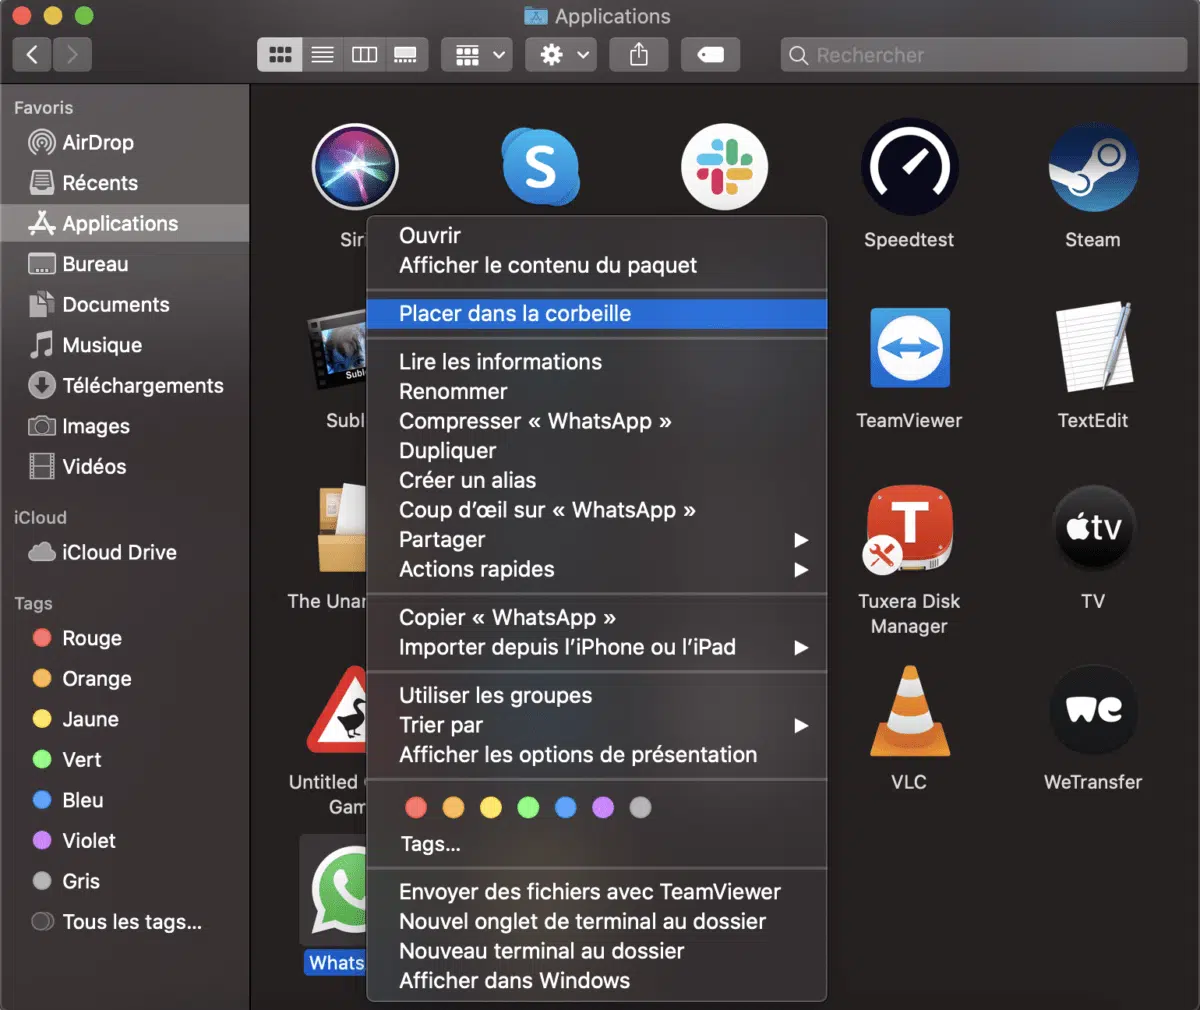 Applications
Rechercher
Favoris
AirDrop
Récents
Applications
Bureau
Documents
Musique
Téléchargements
Images
Vidéos
iCloud
iCloud Drive
Tags
Rouge
Orange
Jaune
Vert
Bleu
Violet
Gris
Tous les tags...
S
Siri
Speedtest
Steam
Subl
Subl
TeamViewer
TextEdit
The Unar
T
Tuxera Disk
Manager
tv
TV
Untitled
Gam
VLC
we
WeTransfer
Whats
Ouvrir
Afficher le contenu du paquet
Placer dans la corbeille
Lire les informations
Renommer
Compresser « WhatsApp »
Dupliquer
Créer un alias
Coup d’œil sur « WhatsApp »
Partager
Actions rapides
Copier « WhatsApp »
Importer depuis l’iPhone ou l’iPad
Utiliser les groupes
Trier par
Afficher les options de présentation
Tags...
Envoyer des fichiers avec TeamViewer
Nouvel onglet de terminal au dossier
Nouveau terminal au dossier
Afficher dans Windows